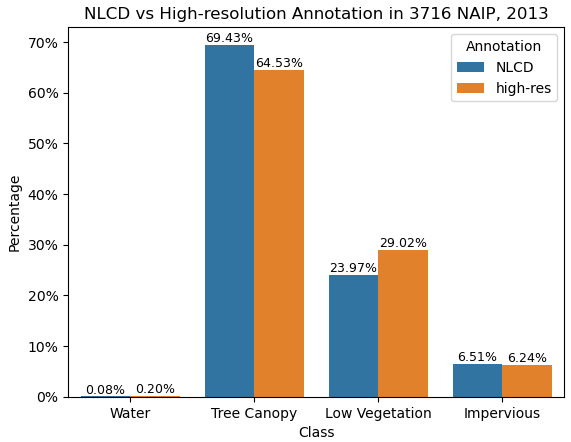 NLCD vs High-resolution Annotation in 3716 NAIP, 2013
Annotation
NLCD
high-res
Percentage
70%
60%
50%
40%
30%
20%
10%
0%
0.08%
0.20%
69.43%
64.53%
23.97%
29.02%
6.51%
6.24%
Water
Tree Canopy
Low Vegetation
Impervious
Class